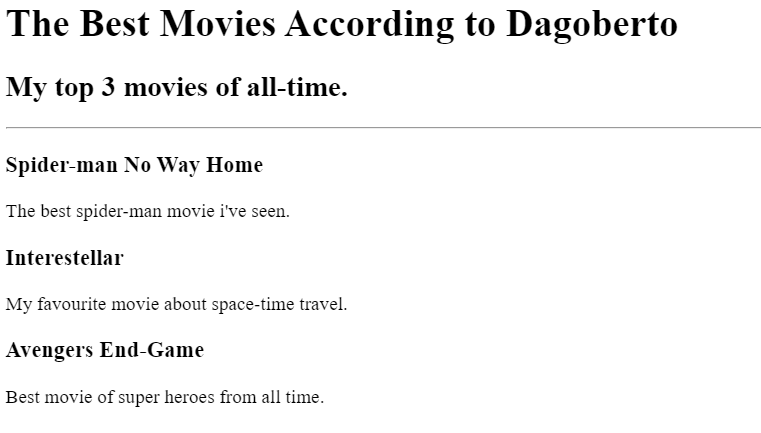 The Best Movies According to Dagoberto
My top 3 movies of all-time.
Spider-man No Way Home
The best spider-man movie i've seen.
Interestellar
My favourite movie about space-time travel.
Avengers End-Game
Best movie of super heroes from all time.